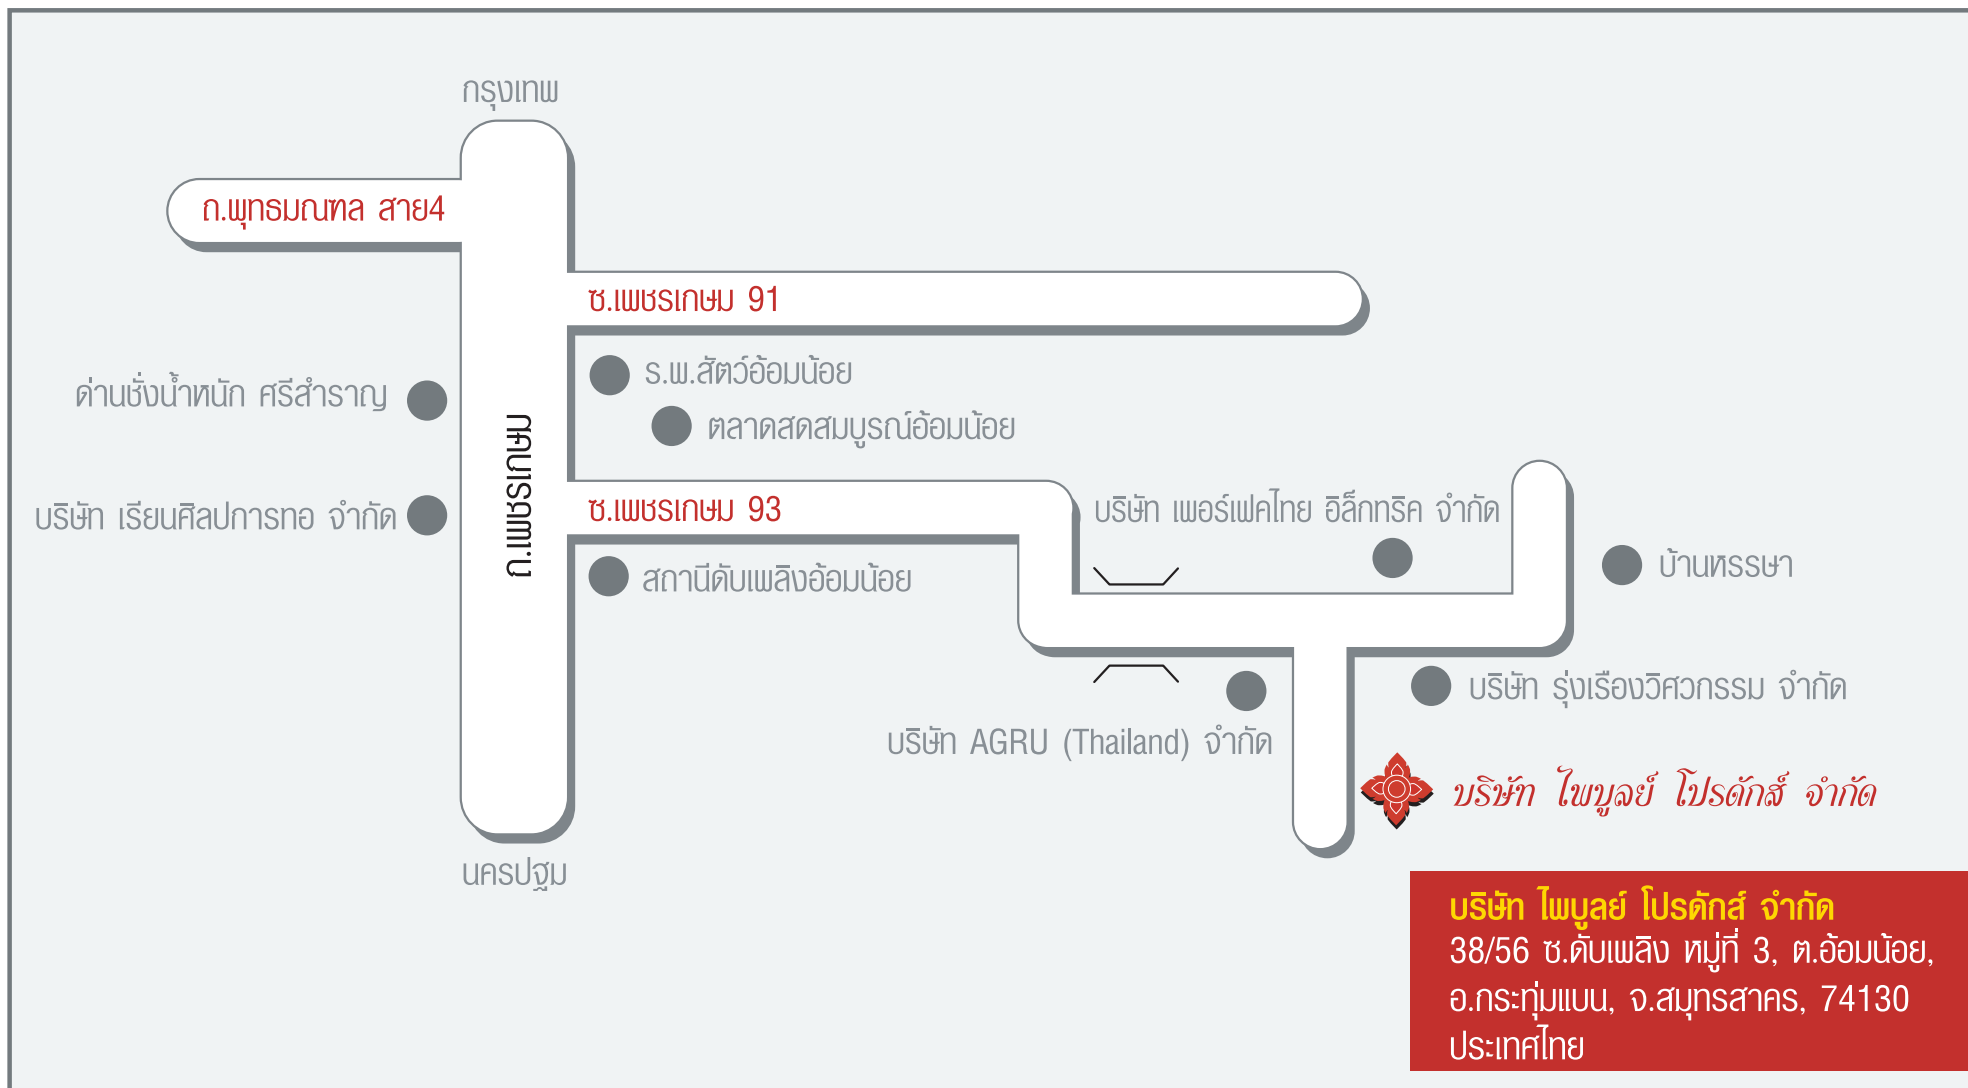 กรุงเทพ
ถ.พุทธมณฑล สาย4
ซ.เพชรเกษม 91
ร.พ.สัตว์อ้อมน้อย
ด่านชั่งน้ำหนัก ศรีสำราญ
ตลาดสดสมบูรณ์อ้อมน้อย
ถ.เพชรเกษม
ซ.เพชรเกษม 93
บริษัท เพอร์เฟคไทย อิล็กทริค จำกัด
บริษัท เรียนศิลปการทอ จำกัด
สถานีดับเพลิงอ้อมน้อย
บ้านหรรษา
บริษัท รุ่งเรืองวิศวกรรม จำกัด
บริษัท AGRU (Thailand) จำกัด
บริษัท ไพบูลย์ โปรดักส์ จำกัด
นครปฐม
บริษัท ไพบูลย์ โปรดักส์ จำกัด
38/56 ซ.ดับเพลิง หมู่ที่ 3, ต.อ้อมน้อย,
อ.กระทุ่มแบน, จ.สมุทรสาคร, 74130
ประเทศไทย